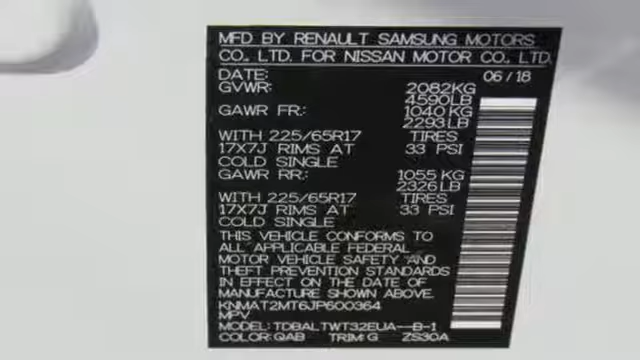 MFD BY RENAULT SAMSUNG MOTORS
CO., LTD. FOR NISSAN MOTOR CO., LTD.
DATE: 06/18
GVWR: 2082KG
4590LB
GAWR FR.: 1040 KG
2293 LB
WITH 225/65R17 TIRES
17X7J RIMS AT 33 PSI
COLD SINGLE
GAWR RR.: 1055 KG
2326 LB
WITH 225/65R17 TIRES
17X7J RIMS AT 33 PSI
COLD SINGLE
THIS VEHICLE CONFORMS TO
ALL APPLICABLE FEDERAL
MOTOR VEHICLE SAFETY AND
THEFT PREVENTION STANDARDS
IN EFFECT ON THE DATE OF
MANUFACTURE SHOWN ABOVE
KNMAT2MT6JP600364
MPV
MODEL: TDBALTWT32EUA--B-1
COLOR: QAB TRIM: G ZS30A